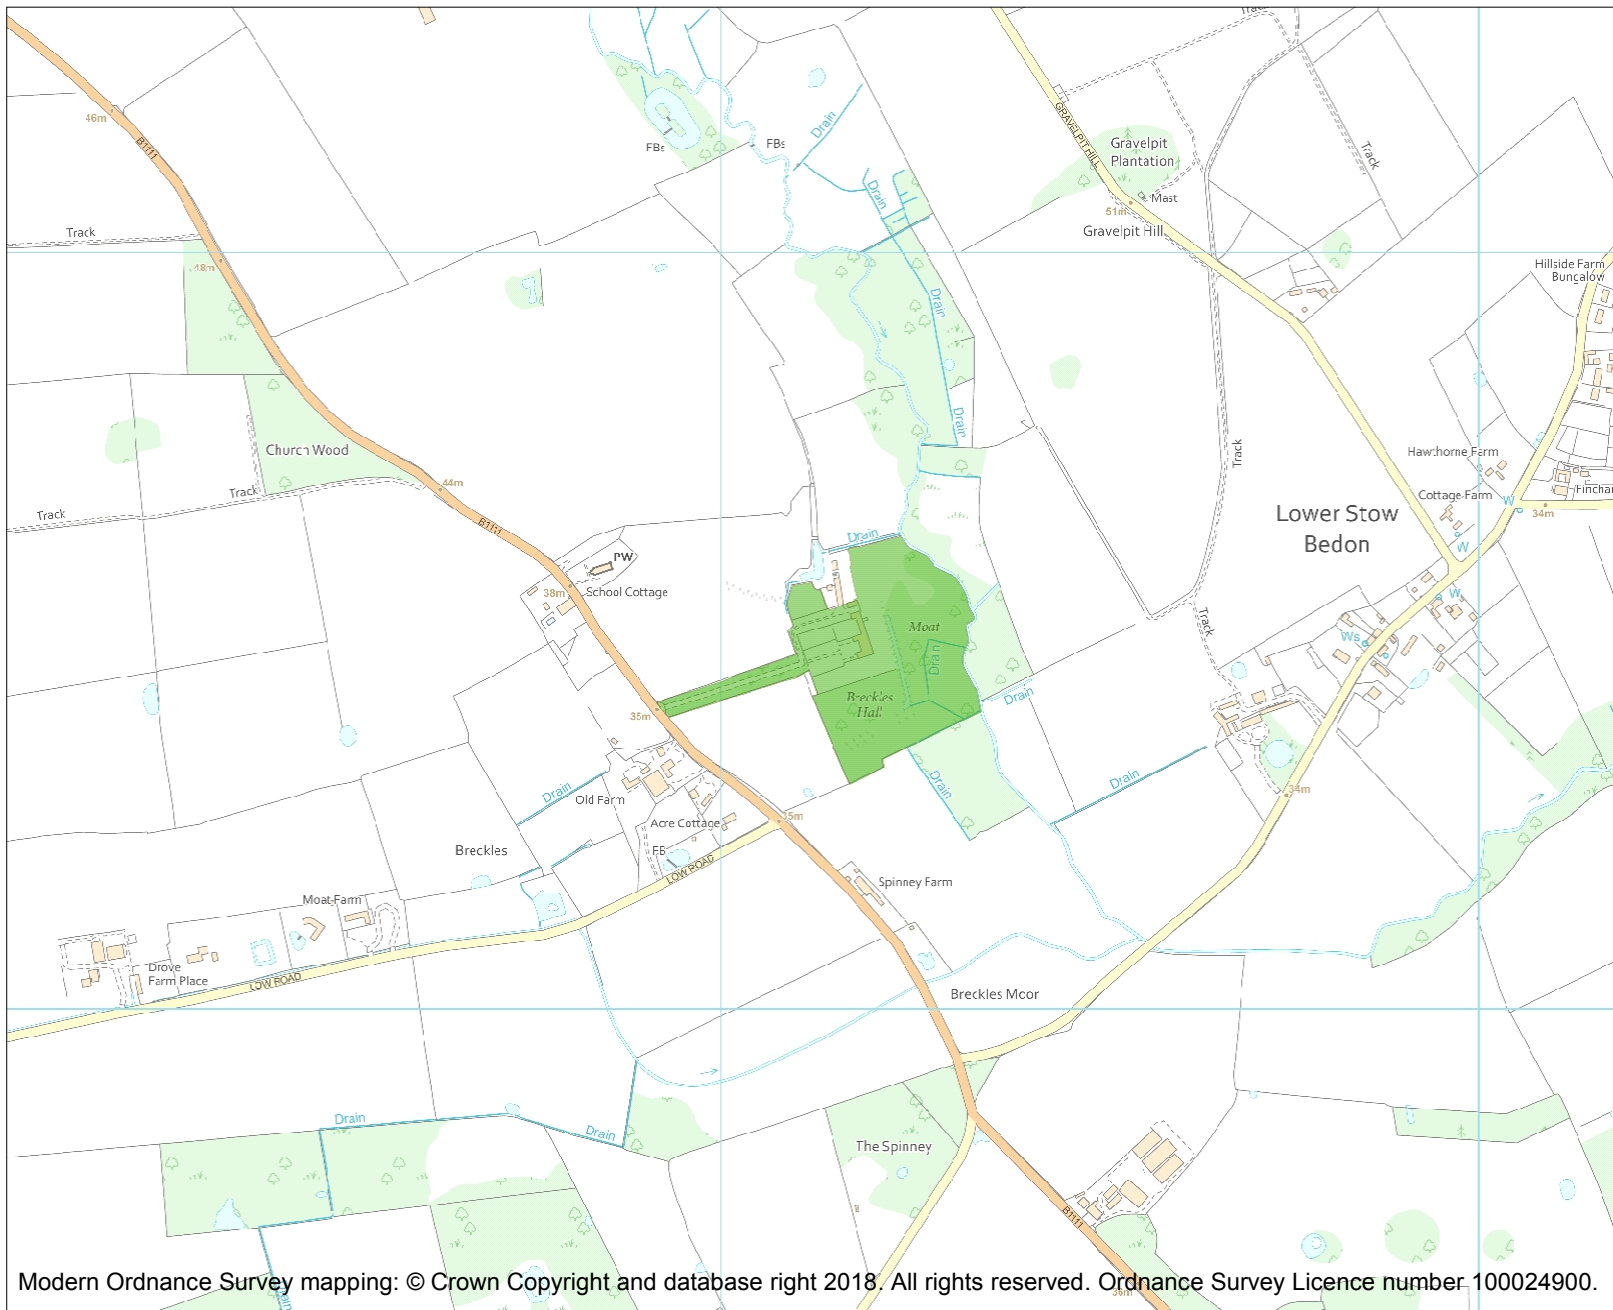 Track
46m
B1111
FBs
FBs
Drain
Drain
GRAVELPIT HILL
Gravelpit
Plantation
Track
Mast
51m
Gravelpit Hill
Track
48m
Hillside Farm
Bungalow
Drain
Church Wood
Drain
Track
Track
44m
B1111
Track
Hawthorne Farm
Cottage Farm
W
34m
Lower Stow
Bedon
W
Drain
PW
School Cottage
38m
W
Moat
Track
Ws
Drain
Breckles
Hall
Drain
35m
Drain
Drain
Drain
Old Farm
34m
Acre Cottage
35m
FB
LOW ROAD
Breckles
Spinney Farm
Moat Farm
Drove
Farm Place
LOW ROAD
Breckles Moor
Drain
Drain
The Spinney
B1111
Drain
36m
Modern Ordnance Survey mapping: © Crown Copyright and database right 2018. All rights reserved. Ordnance Survey Licence number 100024900.